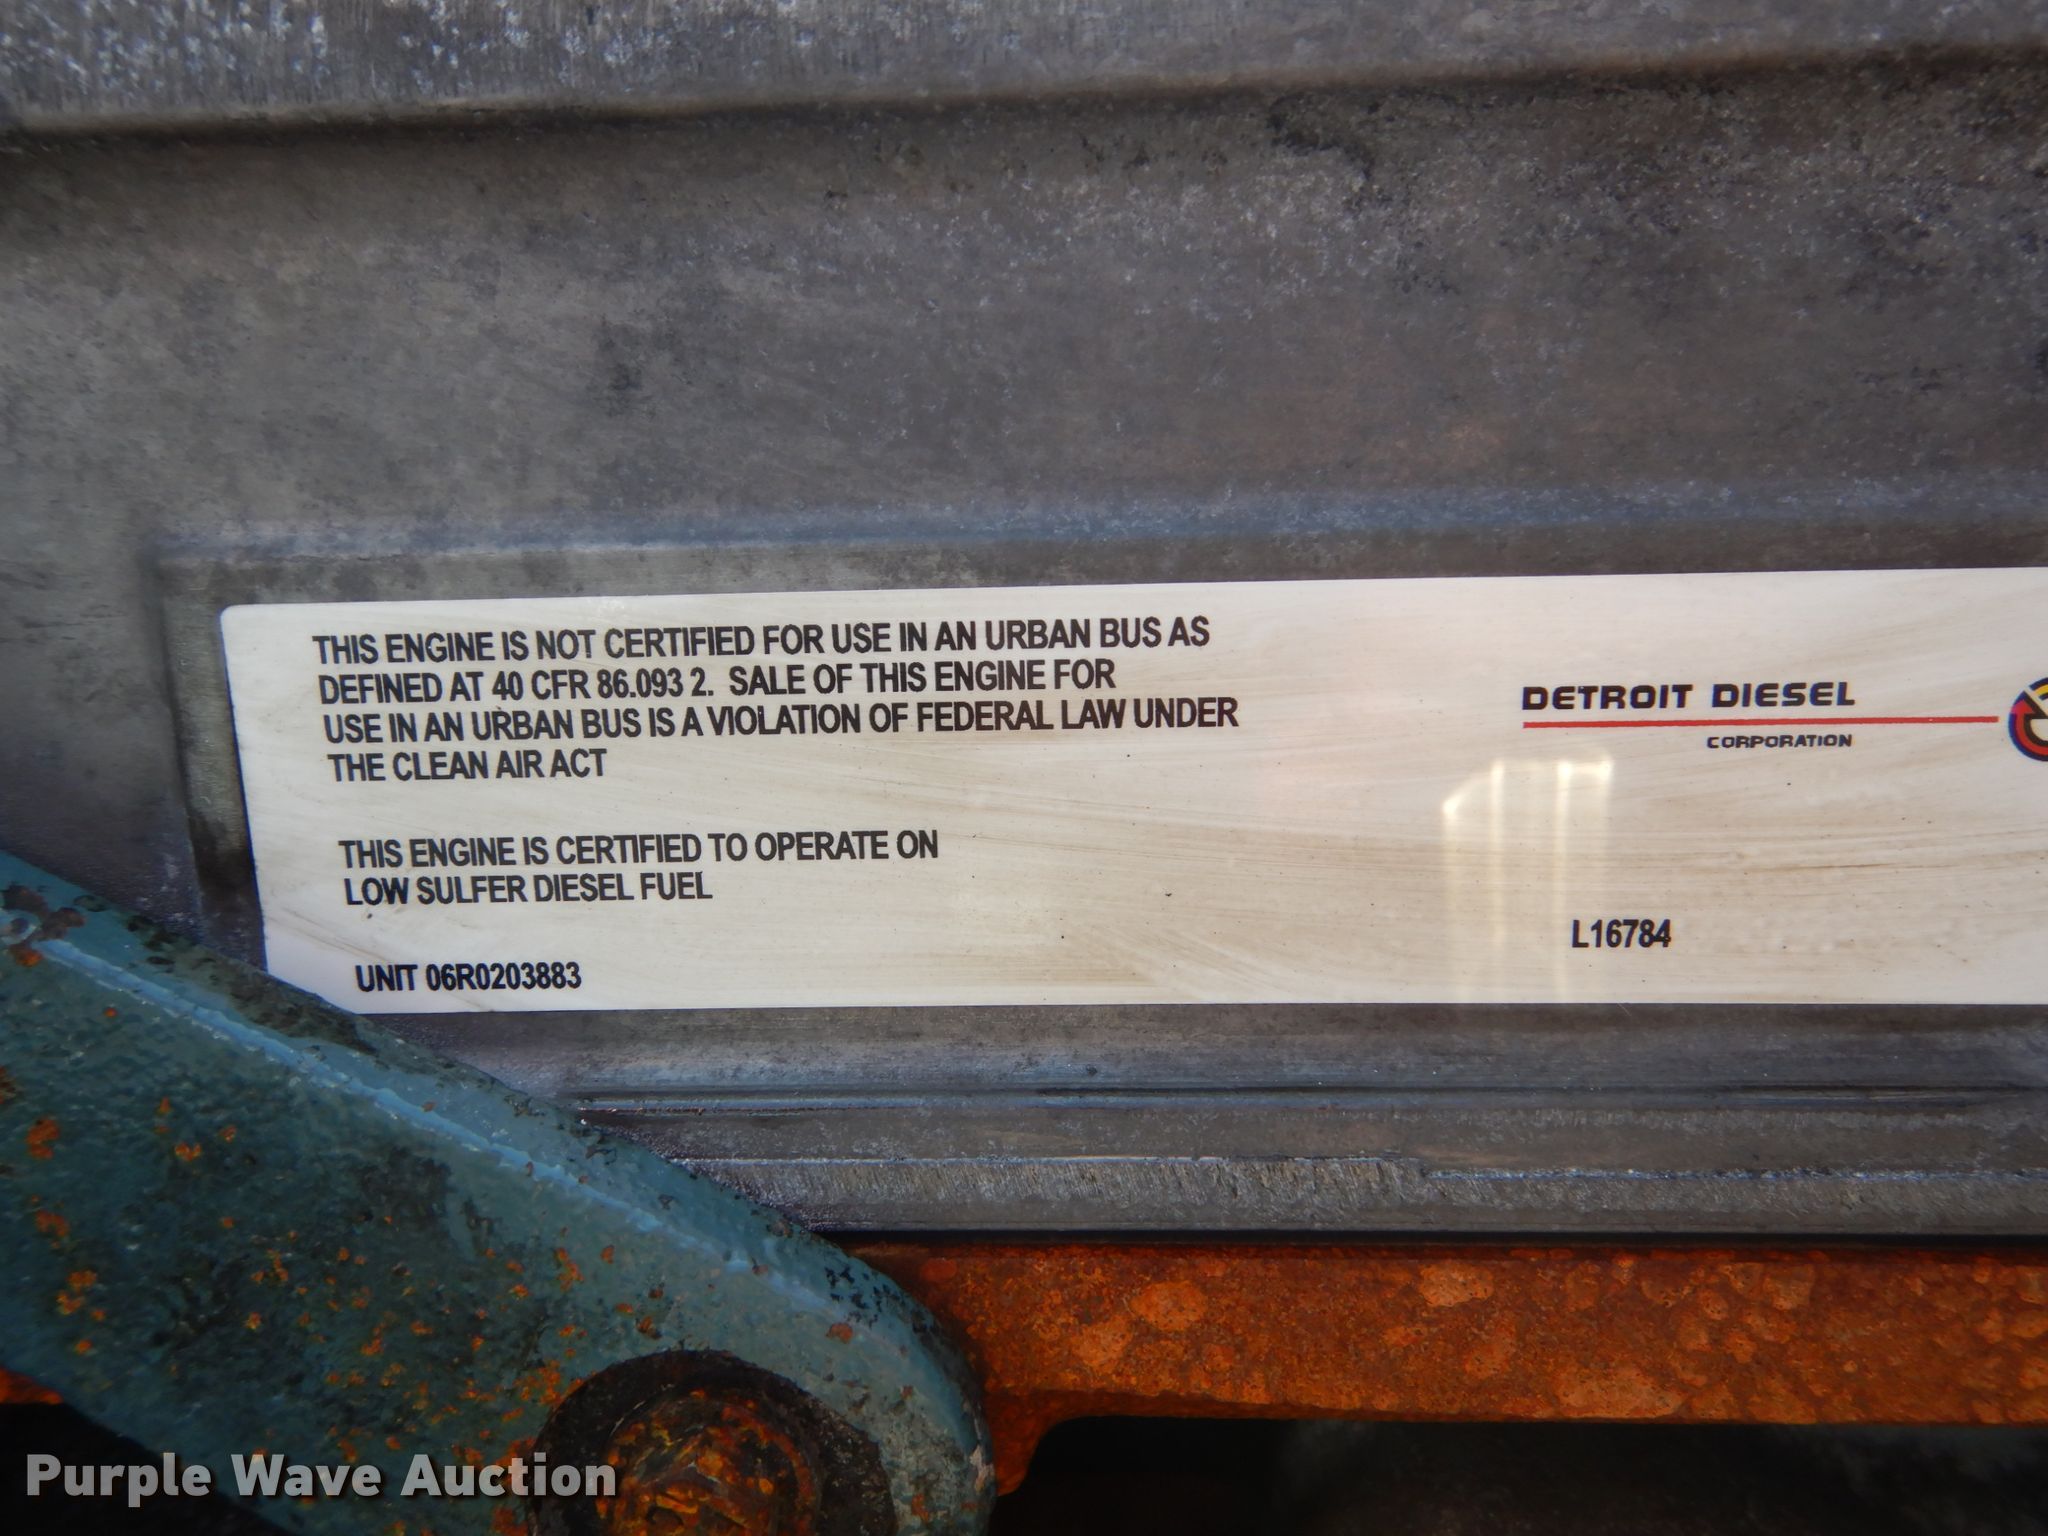 THIS ENGINE IS NOT CERTIFIED FOR USE IN AN URBAN BUS AS
DEFINED AT 40 CFR 86.093 2. SALE OF THIS ENGINE FOR
USE IN AN URBAN BUS IS A VIOLATION OF FEDERAL LAW UNDER
THE CLEAN AIR ACT
THIS ENGINE IS CERTIFIED TO OPERATE ON
LOW SULFER DIESEL FUEL
UNIT 06R0203883
DETROIT DIESEL
CORPORATION
L16784
Purple Wave Auction